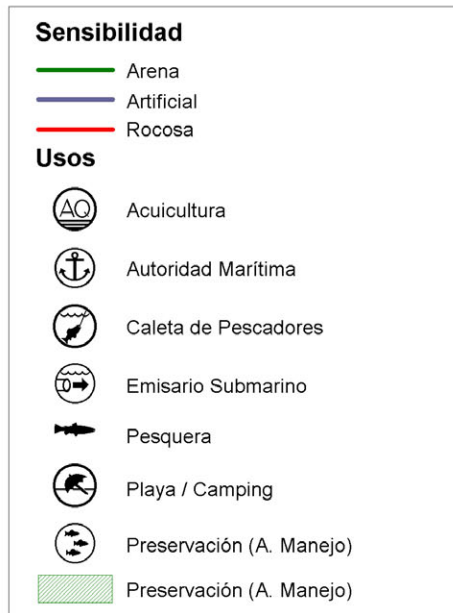 Sensibilidad
Arena
Artificial
Rocosa
Usos
AQ Acuicultura
Autoridad Marítima
Caleta de Pescadores
Emisario Submarino
Pesquera
Playa / Camping
Preservación (A. Manejo)
Preservación (A. Manejo)